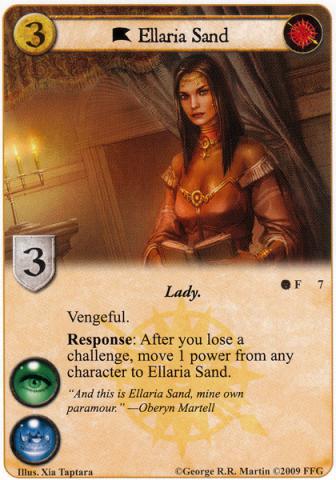 3 Ellaria Sand
3
Lady.
F 7
Vengeful.
Response: After you lose a
challenge, move 1 power from any
character to Ellaria Sand.
“And this is Ellaria Sand, mine own
paramour.” —Oberyn Martell
Illus. Xia Taptara ©George R.R. Martin ©2009 FFG